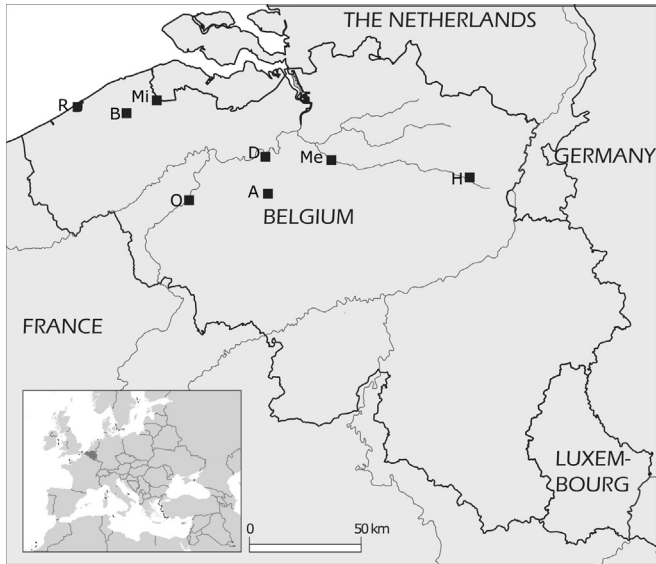 THE NETHERLANDS
R
Mi
B
D
Me
GERMANY
H
A
O
BELGIUM
FRANCE
LUXEM-
BOURG
0 50 km